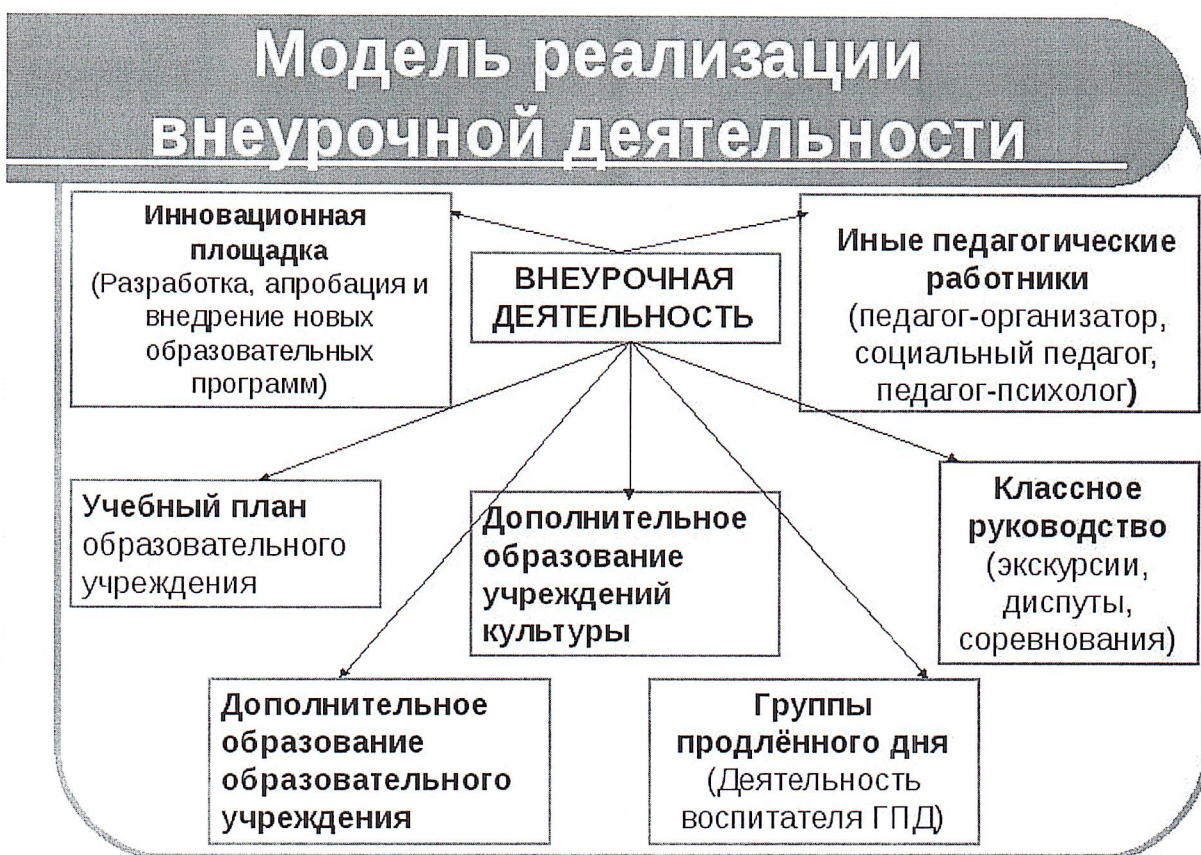 Модель реализации
внеурочной деятельности
Инновационная
площадка
(Разработка, апробация и
внедрение новых
образовательных
программ)
ВНЕУРОЧНАЯ
ДЕЯТЕЛЬНОСТЬ
Иные педагогические
работники
(педагог-организатор,
социальный педагог,
педагог-психолог)
Учебный план
образовательного
учреждения
Дополнительное
образование
учреждений
культуры
Классное
руководство
(экскурсии,
диспуты,
соревнования)
Дополнительное
образование
образовательного
учреждения
Группы
продлённого дня
(Деятельность
воспитателя ГПД)